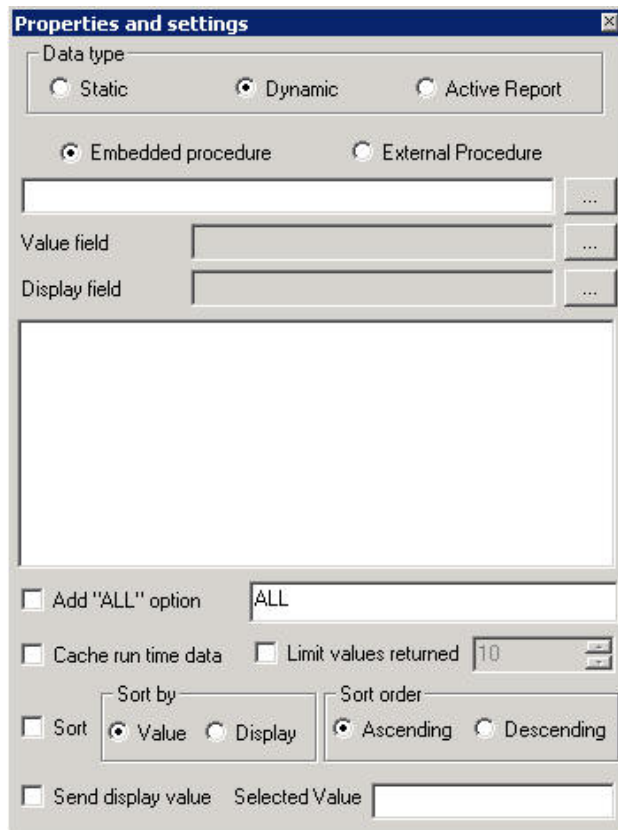 Properties and settings
Data type
Static Dynamic Active Report
Embedded procedure External Procedure
...
Value field ...
Display field ...
Add "ALL" option ALL
Cache run time data Limit values returned 10
Sort by Sort order
Sort Value Display Ascending Descending
Send display value Selected Value